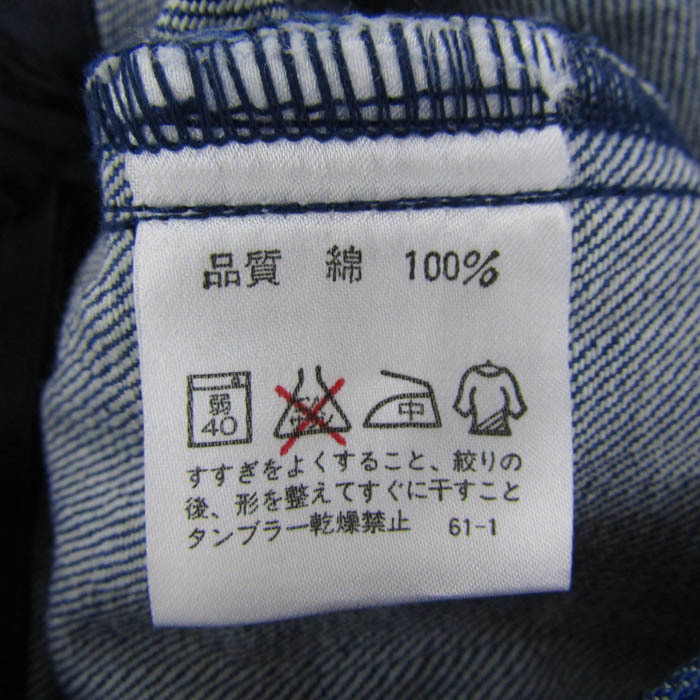 品質 綿 100%
弱
40
中
すすぎをよくすること、絞りの
後、形を整えてすぐに干すこと
タンブラー乾燥禁止 61-1